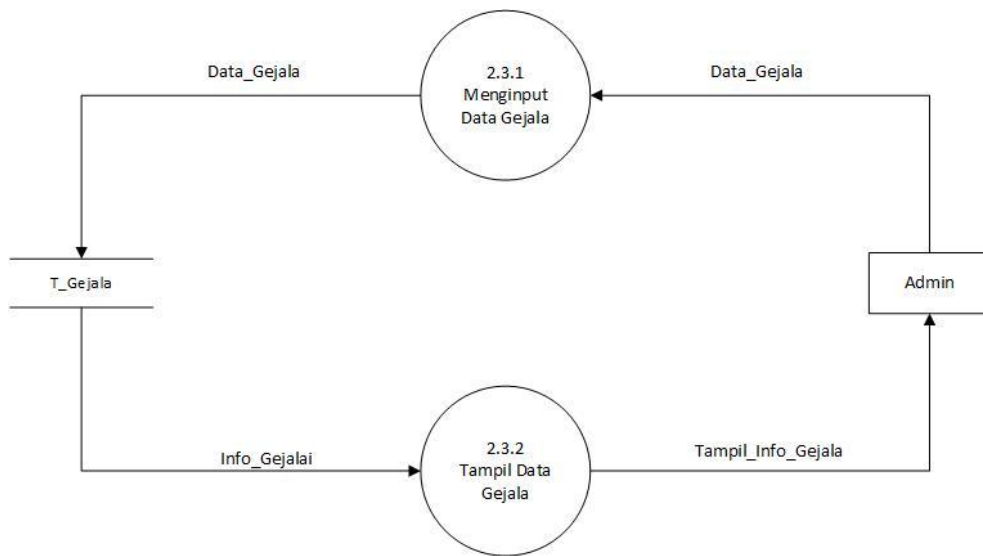 Data_Gejala
2.3.1
Menginput
Data Gejala
Data_Gejala
T_Gejala
Admin
Info_Gejalai
2.3.2
Tampil Data
Gejala
Tampil_Info_Gejala